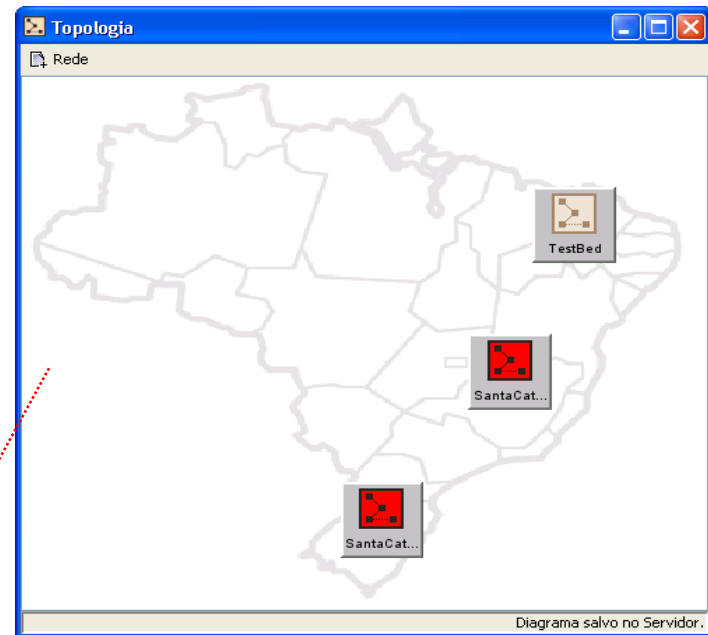 Topologia
Rede
TestBed
SantaCat...
SantaCat...
Diagrama salvo no Servidor.